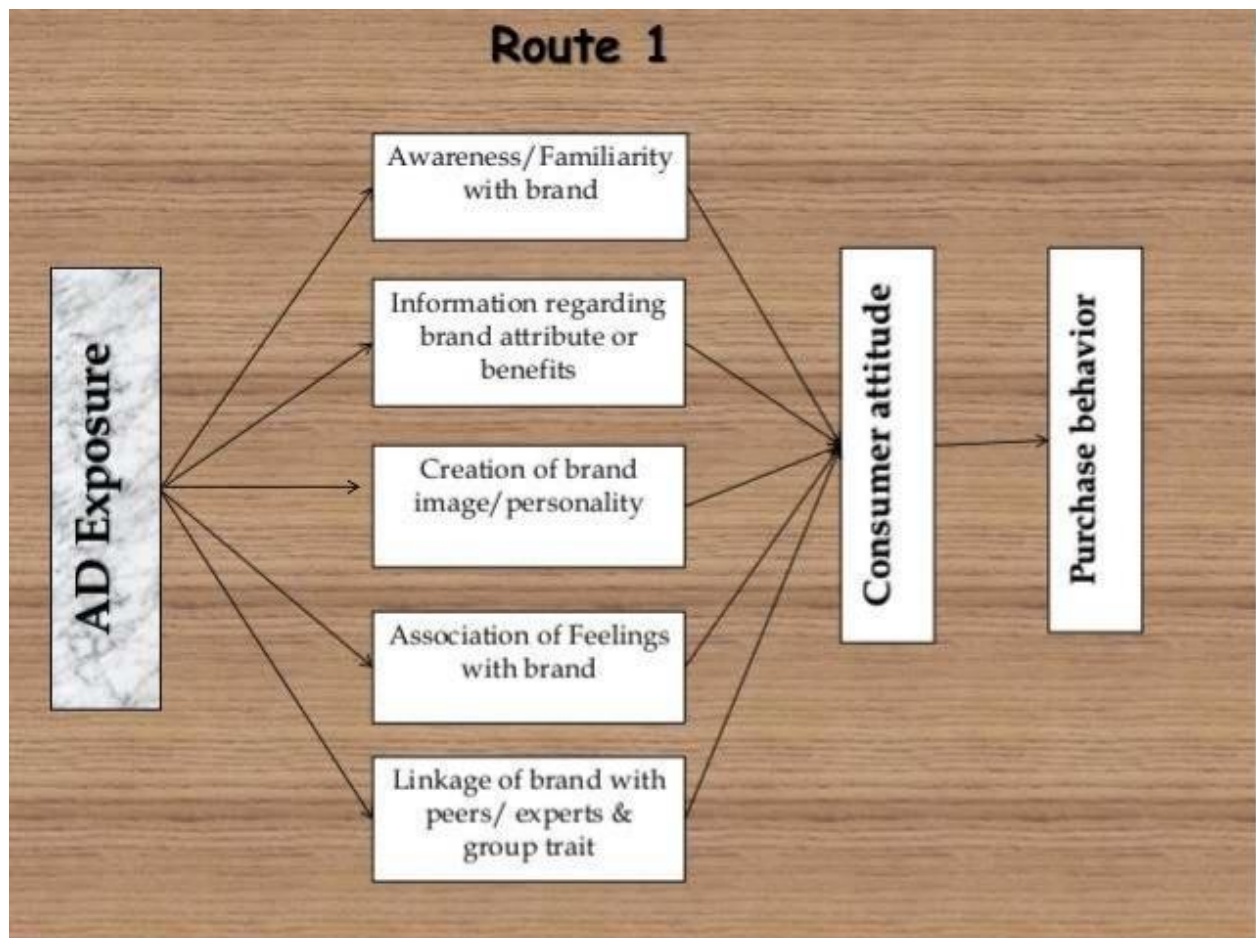 Route 1
Awareness/Familiarity
with brand
Information regarding
brand attribute or
benefits
Creation of brand
image/personality
Association of Feelings
with brand
Linkage of brand with
peers/ experts &
group trait
AD Exposure
Consumer attitude
Purchase behavior